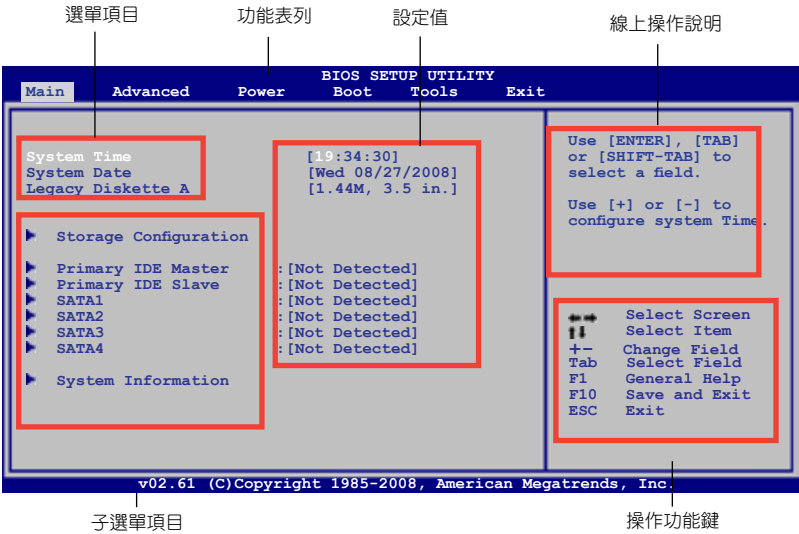 選單項目 功能表列 設定值 線上操作說明
BIOS SETUP UTILITY
Main Advanced Power Boot Tools Exit
System Time [19:34:30]
System Date [Wed 08/27/2008]
Legacy Diskette A [1.44M, 3.5 in.]
Storage Configuration
Primary IDE Master :[Not Detected]
Primary IDE Slave :[Not Detected]
SATA1 :[Not Detected]
SATA2 :[Not Detected]
SATA3 :[Not Detected]
SATA4 :[Not Detected]
System Information
Use [ENTER], [TAB]
or [SHIFT-TAB] to
select a field.
Use [+] or [-] to
configure system Time.
Select Screen
Select Item
+- Change Field
Tab Select Field
F1 General Help
F10 Save and Exit
ESC Exit
v02.61 (C)Copyright 1985-2008, American Megatrends, Inc.
子選單項目 操作功能鍵